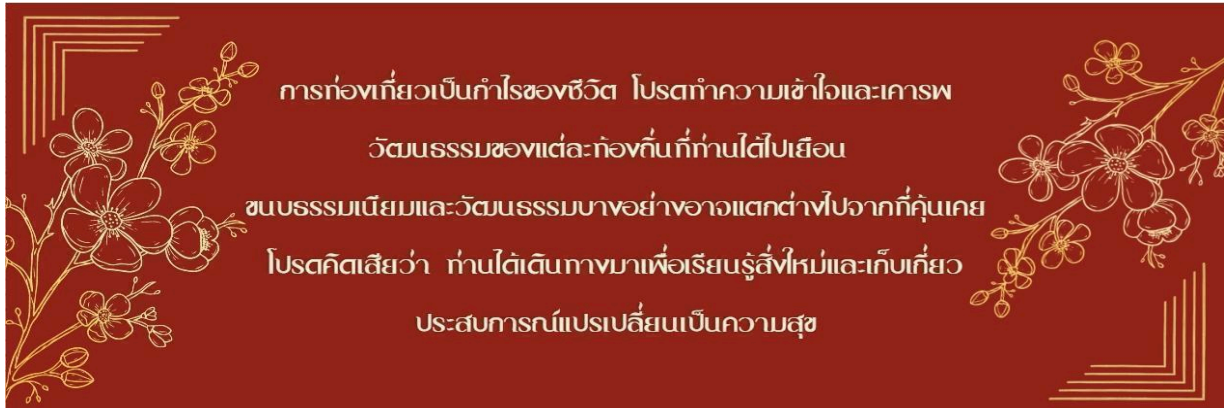 การท่องเที่ยวเป็นกำไรของชีวิต โปรดทำความเข้าใจและเคารพ
วัฒนธรรมของแต่ละท้องถิ่นที่ท่านได้ไปเยือน
ขนบธรรมเนียมและวัฒนธรรมบางอย่างอาจแตกต่างไปจากที่คุ้นเคย
โปรดคิดเสียว่า ท่านได้เดินทางมาเพื่อเรียนรู้สิ่งใหม่และเก็บเกี่ยว
ประสบการณ์แปรเปลี่ยนเป็นความสุข